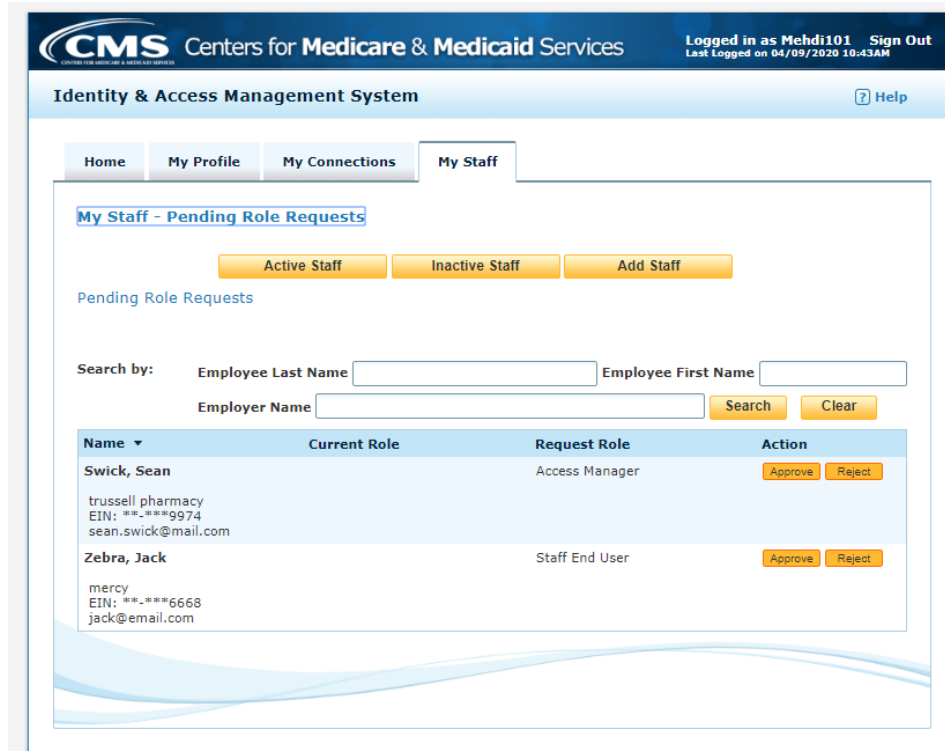 CMS Centers for Medicare & Medicaid Services
CENTERS FOR MEDICARE & MEDICAID SERVICES
Logged in as Mehdi101 Sign Out
Last Logged on 04/09/2020 10:43AM
Identity & Access Management System
? Help
Home My Profile My Connections My Staff
My Staff - Pending Role Requests
Active Staff Inactive Staff Add Staff
Pending Role Requests
Search by: Employee Last Name Employee First Name
Employer Name Search Clear
Name ▼ Current Role Request Role Action
Swick, Sean Access Manager Approve Reject
trussell pharmacy
EIN: **-***9974
sean.swick@mail.com
Zebra, Jack Staff End User Approve Reject
mercy
EIN: **-***6668
jack@email.com